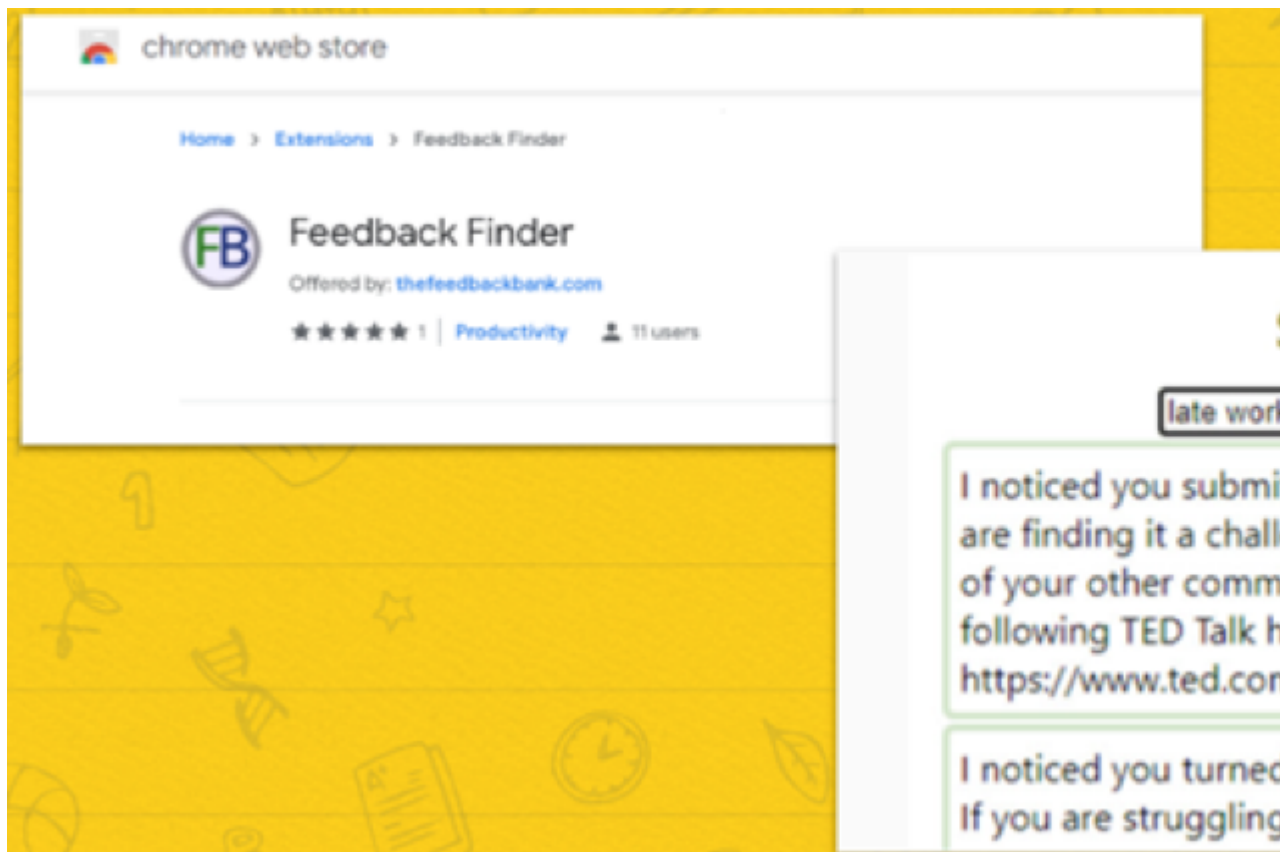 chrome web store
Home > Extensions > Feedback Finder
FB
Feedback Finder
Offered by: thefeedbackbank.com
★★★★★ 1 | Productivity 11 users
late work
I noticed you submi
are finding it a chall
of your other comm
following TED Talk h
https://www.ted.com
I noticed you turned
If you are struggling
1
A+